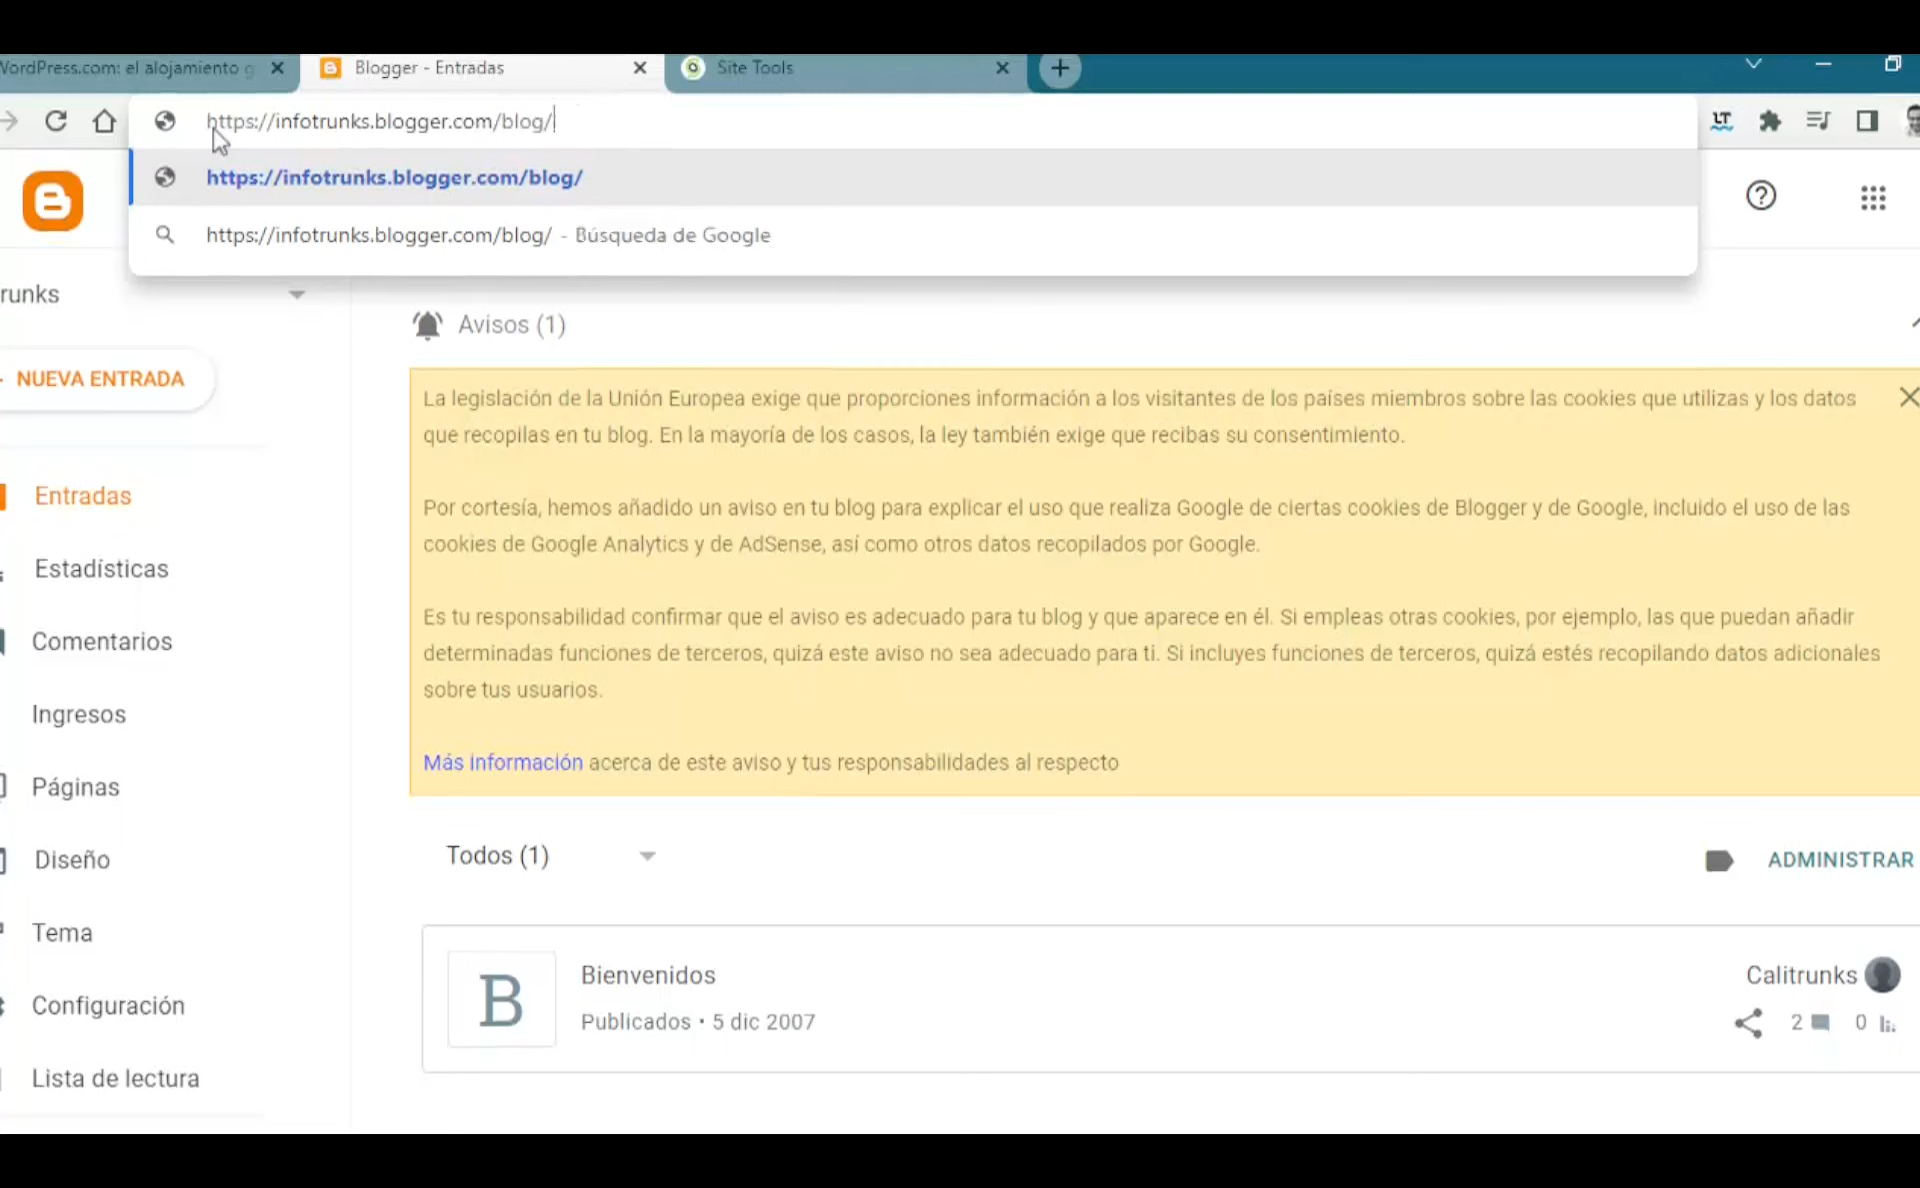 WordPress.com: el alojamiento g
Blogger - Entradas
Site Tools
https://infotrunks.blogger.com/blog/
https://infotrunks.blogger.com/blog/
https://infotrunks.blogger.com/blog/ - Búsqueda de Google
runks
NUEVA ENTRADA
Entradas
Estadísticas
Comentarios
Ingresos
Páginas
Diseño
Tema
Configuración
Lista de lectura
Avisos (1)
La legislación de la Unión Europea exige que proporciones información a los visitantes de los países miembros sobre las cookies que utilizas y los datos
que recopilas en tu blog. En la mayoría de los casos, la ley también exige que recibas su consentimiento.
Por cortesía, hemos añadido un aviso en tu blog para explicar el uso que realiza Google de ciertas cookies de Blogger y de Google, incluido el uso de las
cookies de Google Analytics y de AdSense, así como otros datos recopilados por Google.
Es tu responsabilidad confirmar que el aviso es adecuado para tu blog y que aparece en él. Si empleas otras cookies, por ejemplo, las que puedan añadir
determinadas funciones de terceros, quizá este aviso no sea adecuado para ti. Si incluyes funciones de terceros, quizá estés recopilando datos adicionales
sobre tus usuarios.
Más información acerca de este aviso y tus responsabilidades al respecto
Todos (1)
ADMINISTRAR
B
Bienvenidos
Publicados • 5 dic 2007
Calitrunks
2
0